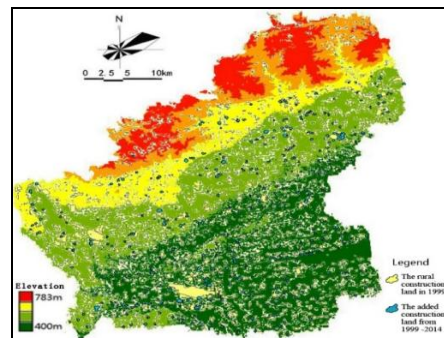 N
0 2.5 5 10km
Elevation
783m
400m
Legend
The rural
construction
land in 1999
The added
construction
land from
1999 -2014